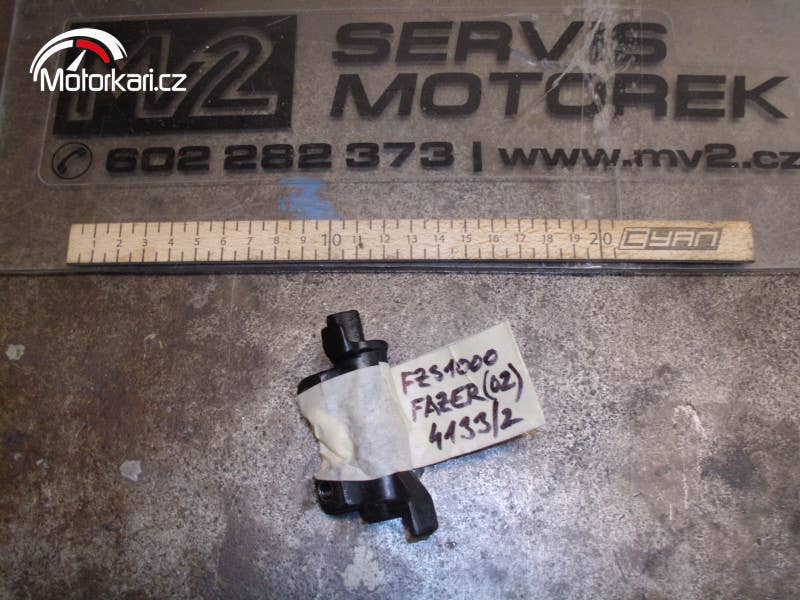 Motorkari.cz
mv2
SERVIS
MOTOREK
602 282 373 | www.mv2.cz
1 2 3 4 5 6 7 8 9 10 11 12 13 14 15 16 17 18 19 20 CYAN
FZS1000
FAZER(02)
4133/2